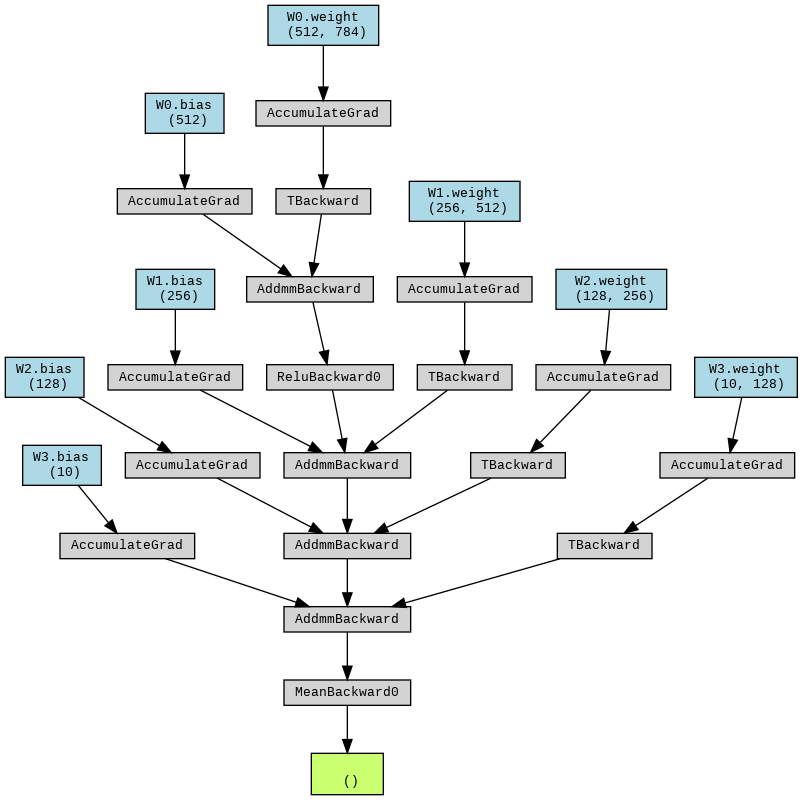 W0.weight
(512, 784)
W0.bias
(512)
AccumulateGrad
AccumulateGrad
TBackward
W1.weight
(256, 512)
W1.bias
(256)
AddmmBackward
AccumulateGrad
W2.weight
(128, 256)
W2.bias
(128)
AccumulateGrad
ReluBackward0
TBackward
AccumulateGrad
W3.weight
(10, 128)
W3.bias
(10)
AccumulateGrad
AddmmBackward
TBackward
AccumulateGrad
AccumulateGrad
AddmmBackward
TBackward
AddmmBackward
MeanBackward0
()